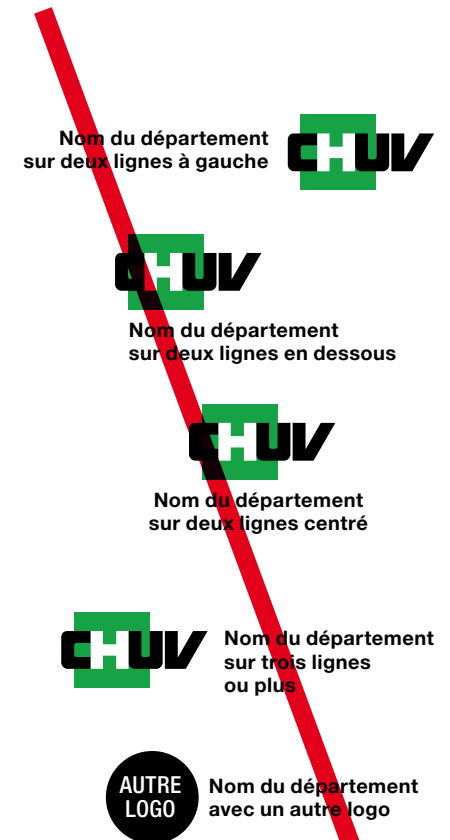 Nom du département
sur deux lignes à gauche
CHUV
CHUV
Nom du département
sur deux lignes en dessous
CHUV
Nom du département
sur deux lignes centré
CHUV
Nom du département
sur trois lignes
ou plus
AUTRE
LOGO
Nom du département
avec un autre logo